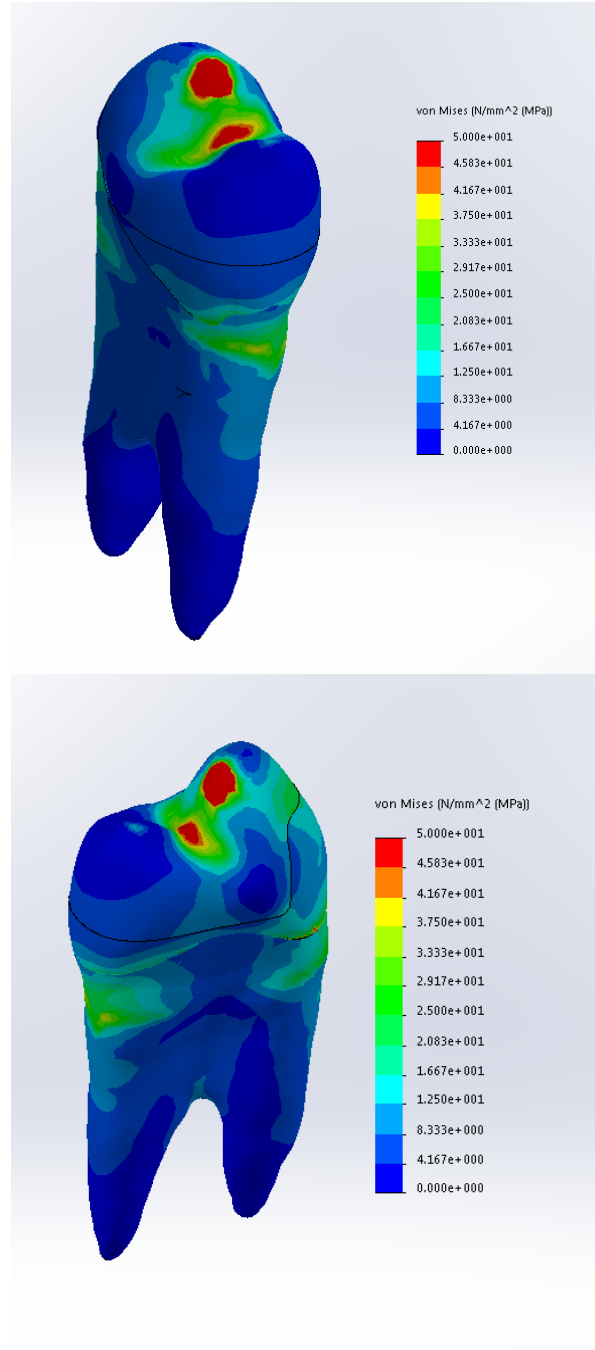 von Mises (N/mm^2 (MPa))
5.000e+001
4.583e+001
4.167e+001
3.750e+001
3.333e+001
2.917e+001
2.500e+001
2.083e+001
1.667e+001
1.250e+001
8.333e+000
4.167e+000
0.000e+000
von Mises (N/mm^2 (MPa))
5.000e+001
4.583e+001
4.167e+001
3.750e+001
3.333e+001
2.917e+001
2.500e+001
2.083e+001
1.667e+001
1.250e+001
8.333e+000
4.167e+000
0.000e+000